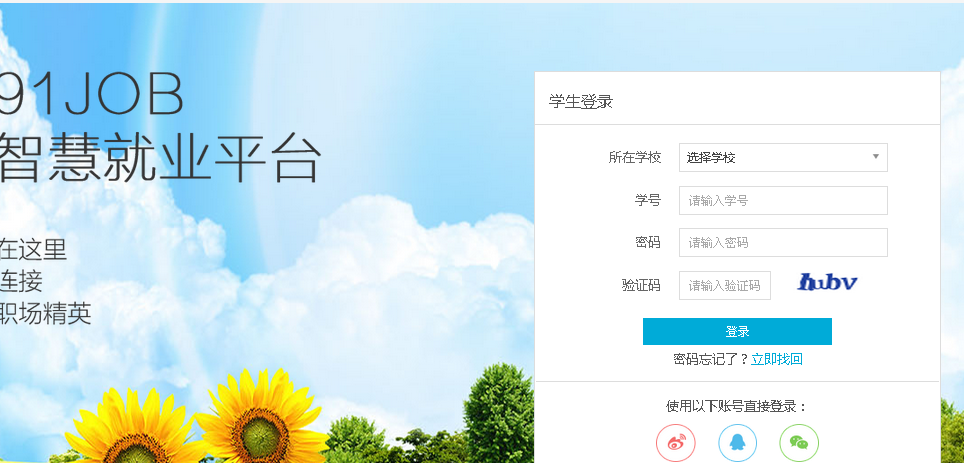 91JOB
智慧就业平台
在这里
连接
职场精英
学生登录
所在学校 选择学校
学号 请输入学号
密码 请输入密码
验证码 请输入验证码 hubv
登录
密码忘记了？立即找回
使用以下账号直接登录：